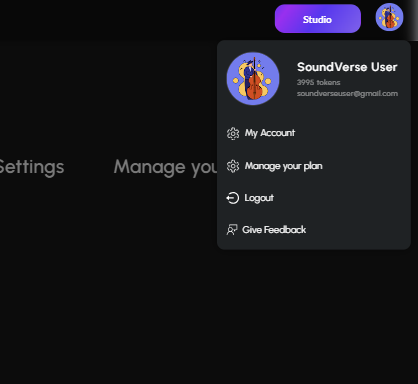 Studio
SoundVerse User
3995 tokens
soundverseuser@gmail.com
Settings
Manage you
My Account
Manage your plan
Logout
Give Feedback